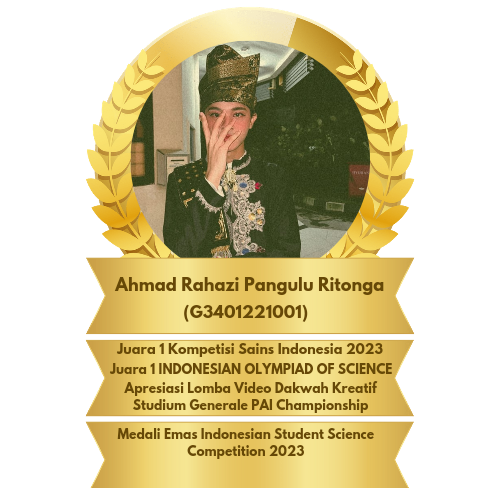 Ahmad Rahazi Pangulu Ritonga
(G3401221001)
Juara 1 Kompetisi Sains Indonesia 2023
Juara 1 INDONESIAN OLYMPIAD OF SCIENCE
Apresiasi Lomba Video Dakwah Kreatif
Studium Generale PAI Championship
Medali Emas Indonesian Student Science
Competition 2023